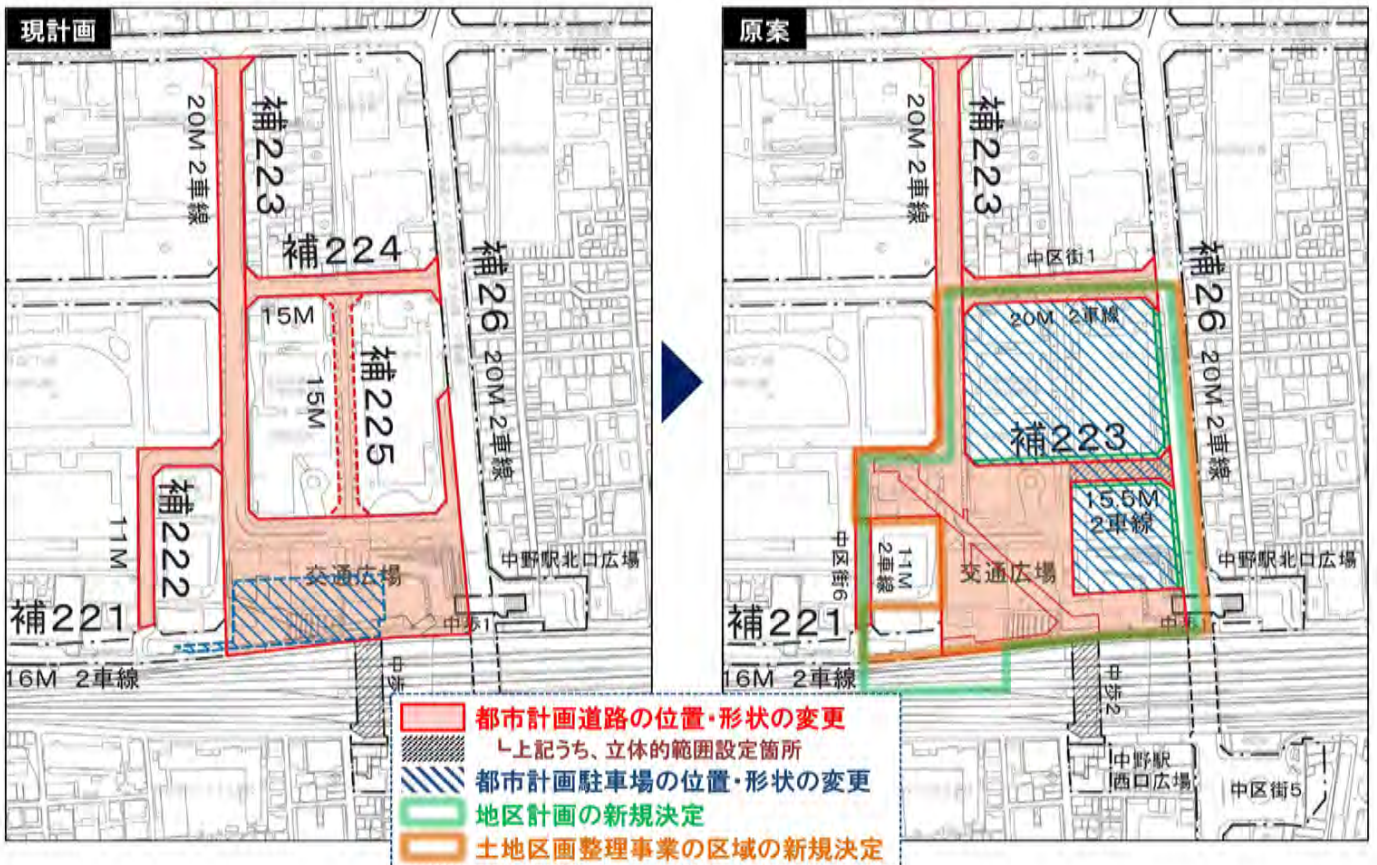 現計画
補223
20M 2車線
補224
補26
20M 2車線
15M
15M
補225
補222
11M
交通広場
中野駅北口広場
補221
中歩1
16M 2車線
中歩
原案
補223
20M 2車線
中区街1
補26
20M 2車線
20M 2車線
補223
15.5M
2車線
11M
2車線
中区街6
交通広場
中野駅北口広場
補221
中歩
16M 2車線
中歩2
中野駅
西口広場
中区街5
都市計画道路の位置・形状の変更
└上記うち、立体的範囲設定箇所
都市計画駐車場の位置・形状の変更
地区計画の新規決定
土地区画整理事業の区域の新規決定